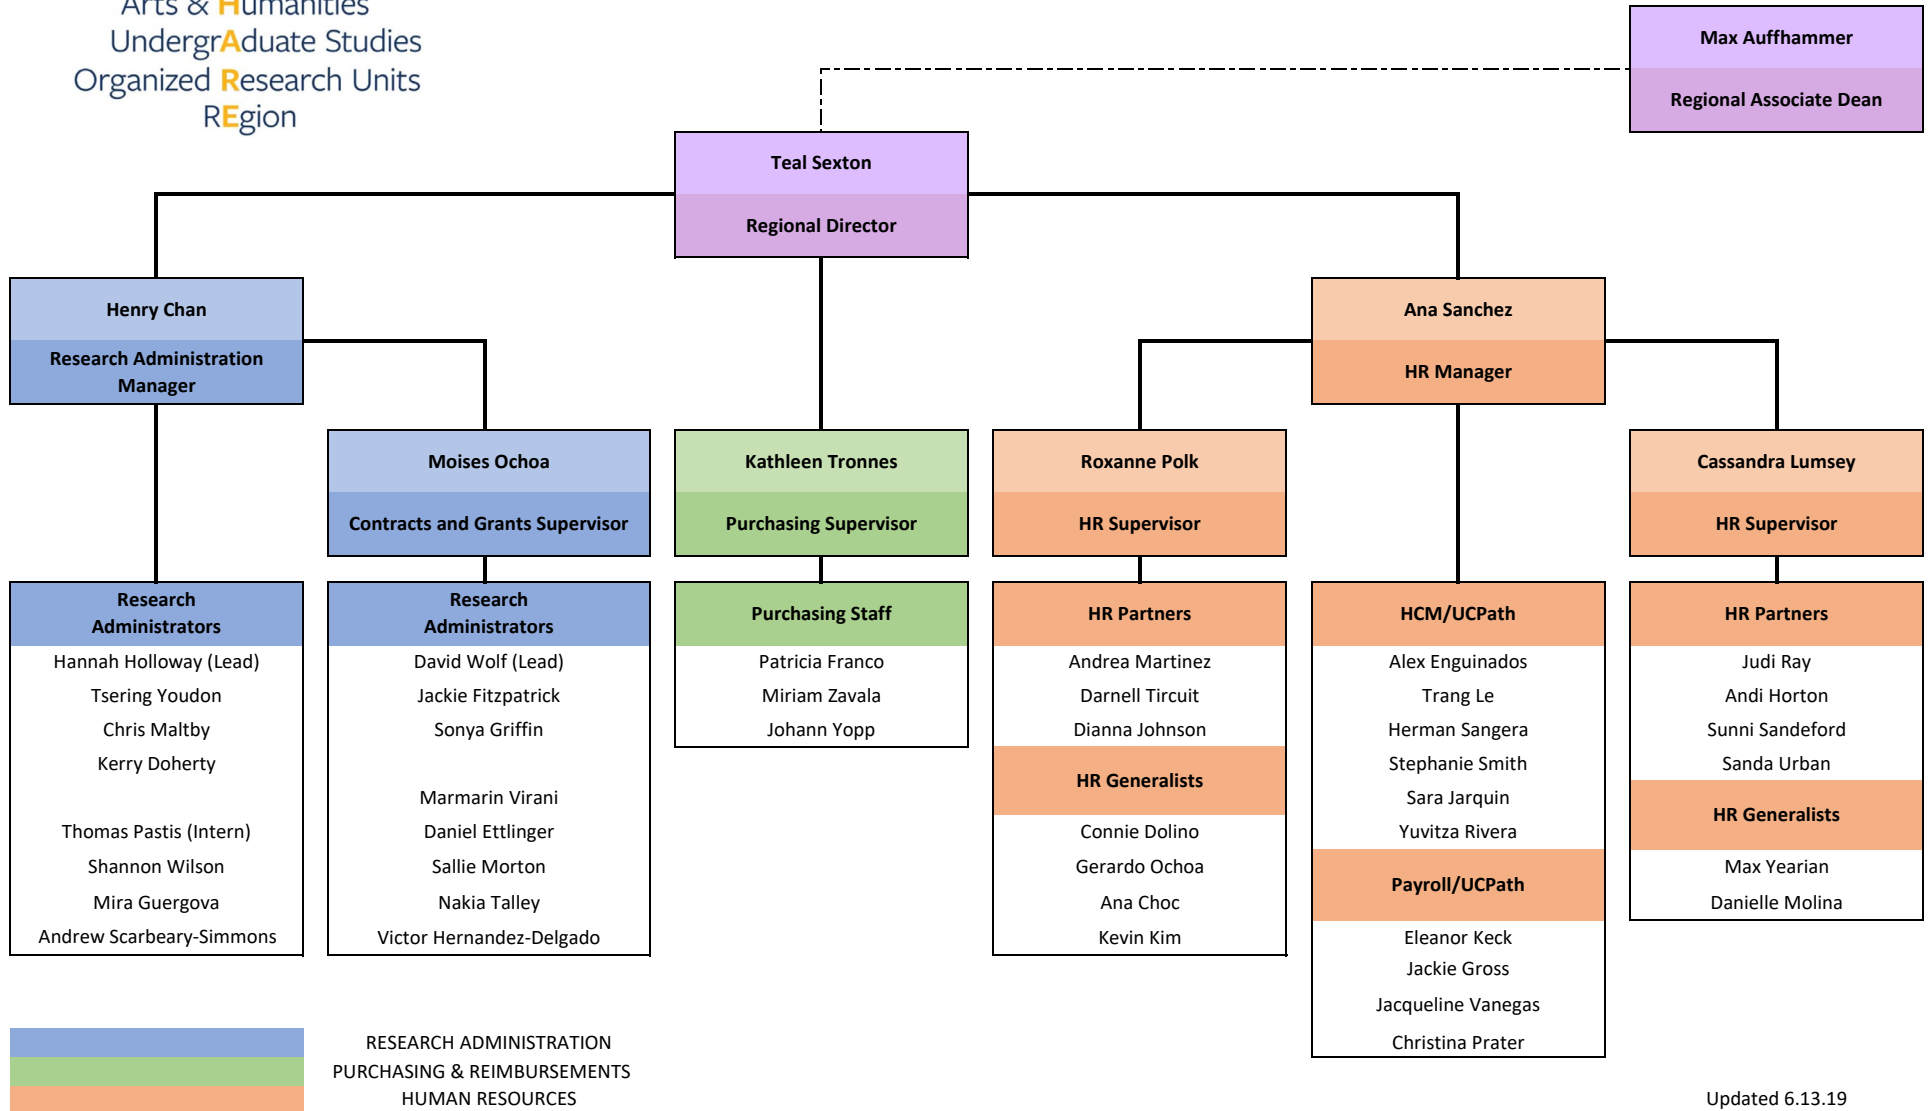 Arts & Humanities
UndergrAduate Studies
Organized Research Units
REgion
Max Auffhammer
Regional Associate Dean
Teal Sexton
Regional Director
Henry Chan
Research Administration
Manager
Ana Sanchez
HR Manager
Moises Ochoa
Contracts and Grants Supervisor
Kathleen Tronnes
Purchasing Supervisor
Roxanne Polk
HR Supervisor
Cassandra Lumsey
HR Supervisor
Research
Administrators
Hannah Holloway (Lead)
Tsering Youdon
Chris Maltby
Kerry Doherty
Thomas Pastis (Intern)
Shannon Wilson
Mira Guergova
Andrew Scarbeary-Simmons
Research
Administrators
David Wolf (Lead)
Jackie Fitzpatrick
Sonya Griffin
Marmarin Virani
Daniel Ettlinger
Sallie Morton
Nakia Talley
Victor Hernandez-Delgado
Purchasing Staff
Patricia Franco
Miriam Zavala
Johann Yopp
HR Partners
Andrea Martinez
Darnell Tircuit
Dianna Johnson
HR Generalists
Connie Dolino
Gerardo Ochoa
Ana Choc
Kevin Kim
HCM/UCPath
Alex Enguinados
Trang Le
Herman Sangera
Stephanie Smith
Sara Jarquin
Yuvitza Rivera
Payroll/UCPath
Eleanor Keck
Jackie Gross
Jacqueline Vanegas
Christina Prater
HR Partners
Judi Ray
Andi Horton
Sunni Sandeford
Sanda Urban
HR Generalists
Max Yearian
Danielle Molina
RESEARCH ADMINISTRATION
PURCHASING & REIMBURSEMENTS
HUMAN RESOURCES
Updated 6.13.19